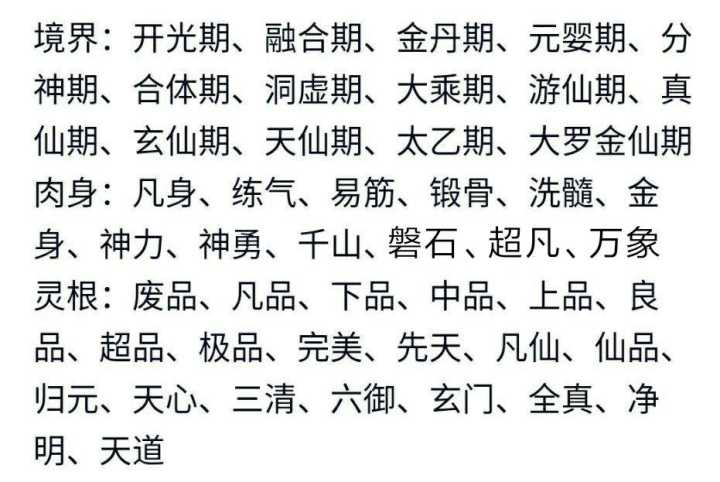 境界：开光期、融合期、金丹期、元婴期、分
神期、合体期、洞虚期、大乘期、游仙期、真
仙期、玄仙期、天仙期、太乙期、大罗金仙期
肉身：凡身、练气、易筋、锻骨、洗髓、金
身、神力、神勇、千山、磐石、超凡、万象
灵根：废品、凡品、下品、中品、上品、良
品、超品、极品、完美、先天、凡仙、仙品、
归元、天心、三清、六御、玄门、全真、净
明、天道